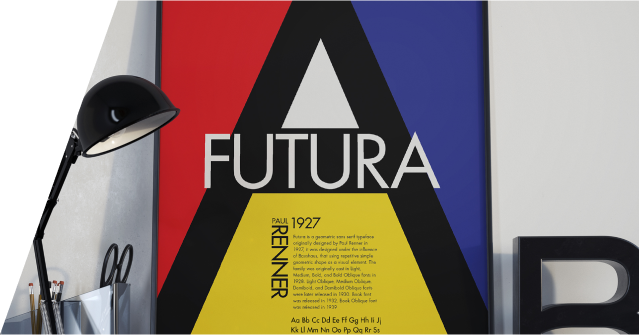 FUTURA
PAUL
RENNER
1927
Futura is a geometric sans serif typeface
originally designed by Paul Renner in
1927, it was designed under the influence
of Bauhaus, that using repetitive simple
geometric shape as a visual element. The
family was originally cast in Light,
Medium, Bold, and Bold Oblique fonts in
1928. Light Oblique, Medium Oblique,
Demibold, and Demibold Oblique fonts
were later released in 1930. Book font
was released in 1932. Book Oblique font
was released in 1939.
Aa Bb Cc Dd Ee Ff Gg Hh Ii Jj
Kk Ll Mm Nn Oo Pp Qq Rr Ss
B